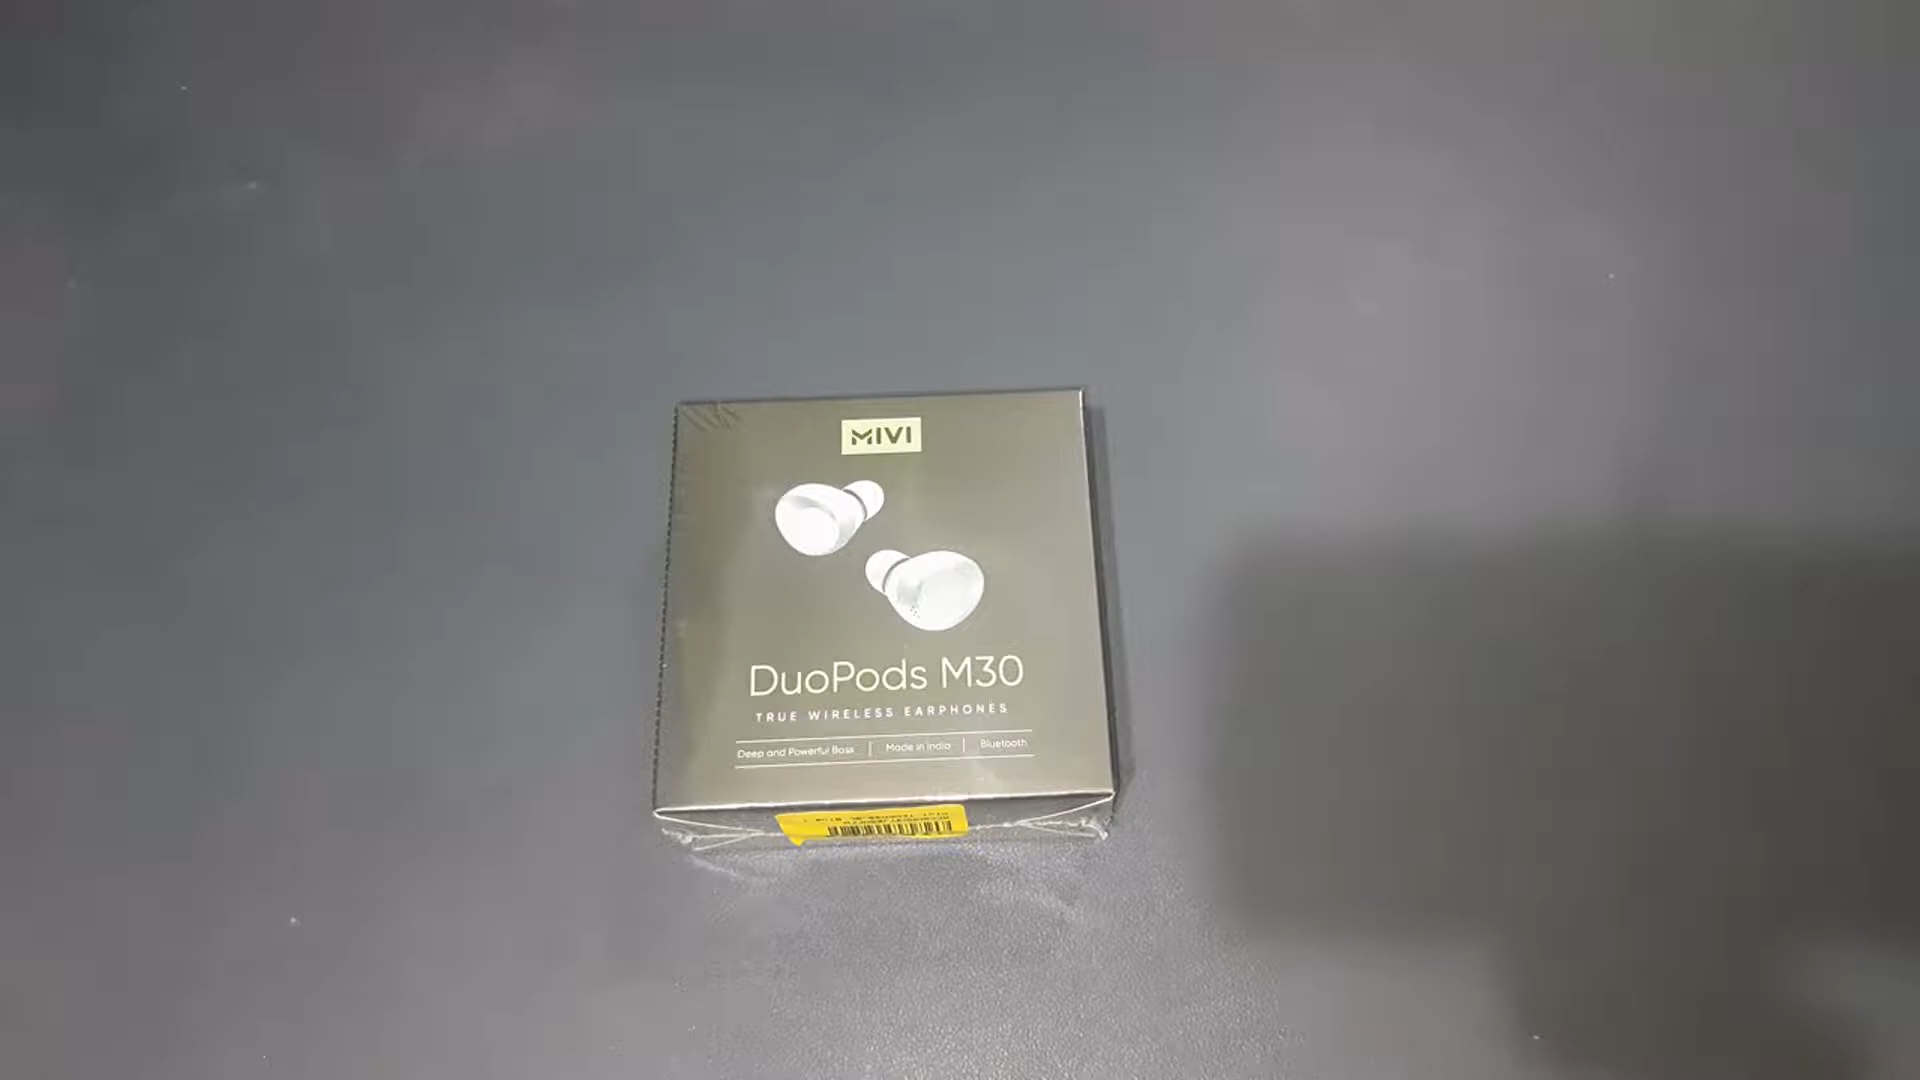 MIVI
DuoPods M30
TRUE WIRELESS EARPHONES
Deep and Powerful Bass | Made in India | Bluetooth